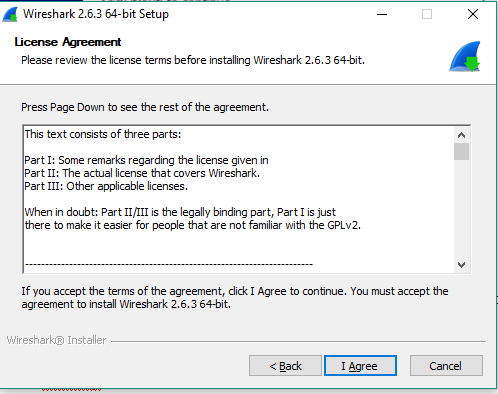 Wireshark 2.6.3 64-bit Setup
License Agreement
Please review the license terms before installing Wireshark 2.6.3 64-bit.
Press Page Down to see the rest of the agreement.
This text consists of three parts:
Part I: Some remarks regarding the license given in
Part II: The actual license that covers Wireshark.
Part III: Other applicable licenses.
When in doubt: Part II/III is the legally binding part, Part I is just
there to make it easier for people that are not familiar with the GPLv2.
------------------------------------------------------------------------
If you accept the terms of the agreement, click I Agree to continue. You must accept the
agreement to install Wireshark 2.6.3 64-bit.
Wireshark® Installer
< Back
I Agree
Cancel